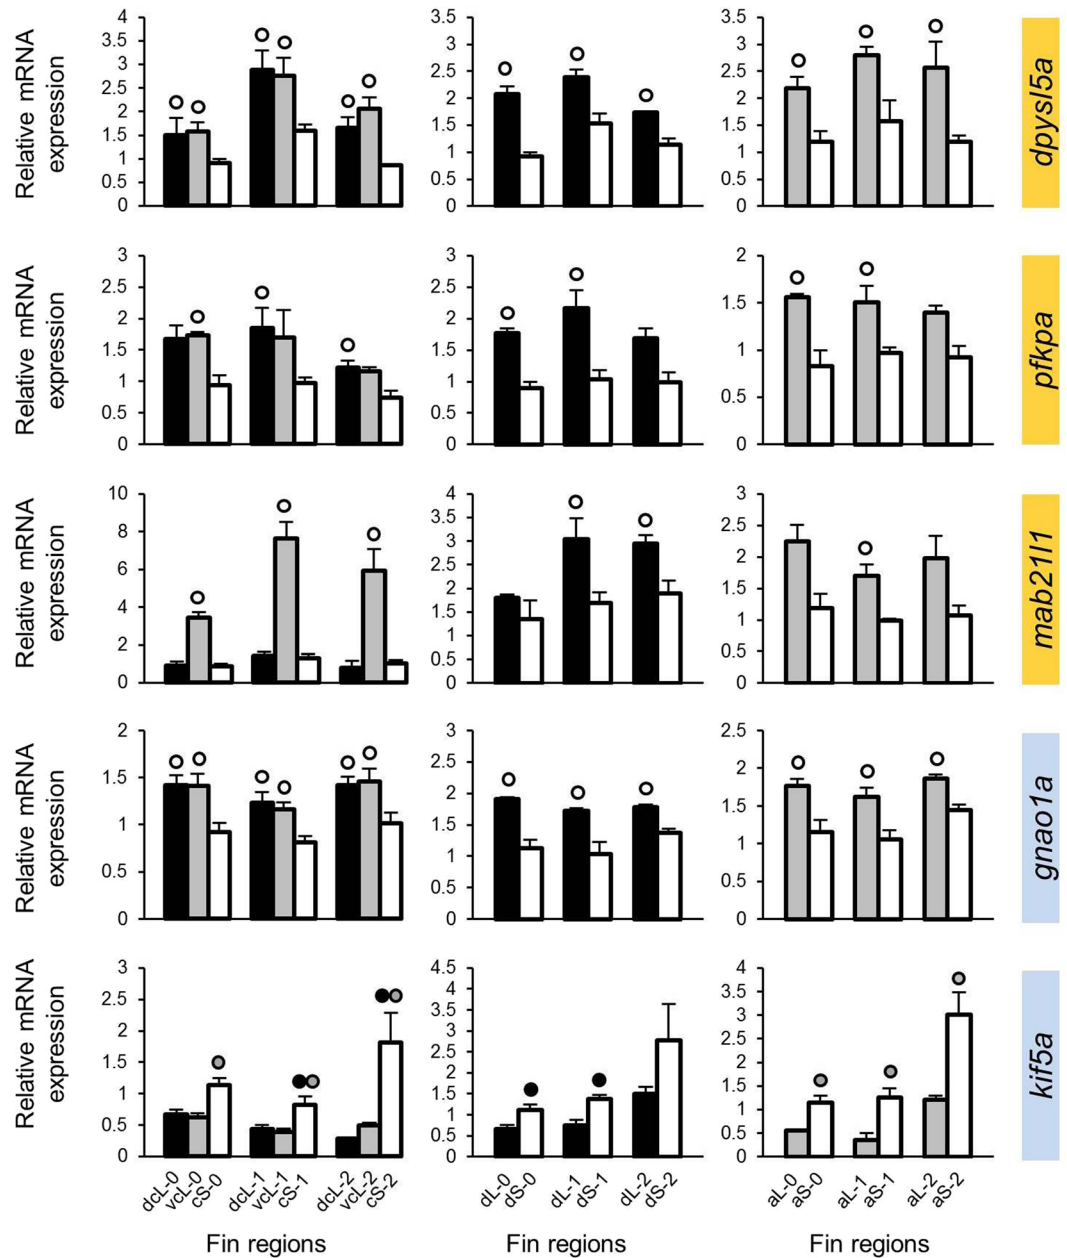 Relative mRNA
expression
4
3.5
3
2.5
2
1.5
1
0.5
0
3.5
3
2.5
2
1.5
1
0.5
0
3.5
3
2.5
2
1.5
1
0.5
0
dpysl5a
Relative mRNA
expression
3
2.5
2
1.5
1
0.5
0
3
2.5
2
1.5
1
0.5
0
2
1.5
1
0.5
0
pfkpa
Relative mRNA
expression
10
8
6
4
2
0
4
3.5
3
2.5
2
1.5
1
0.5
0
3
2.5
2
1.5
1
0.5
0
mab21l1
Relative mRNA
expression
2
1.5
1
0.5
0
3
2.5
2
1.5
1
0.5
0
2.5
2
1.5
1
0.5
0
gnao1a
Relative mRNA
expression
3
2.5
2
1.5
1
0.5
0
4.5
4
3.5
3
2.5
2
1.5
1
0.5
0
4
3.5
3
2.5
2
1.5
1
0.5
0
kif5a
dcL-0
vcL-0
cS-0
dcL-1
vcL-1
cS-1
dcL-2
vcL-2
cS-2
dL-0
dS-0
dL-1
dS-1
dL-2
dS-2
aL-0
aS-0
aL-1
aS-1
aL-2
aS-2
Fin regions
Fin regions
Fin regions